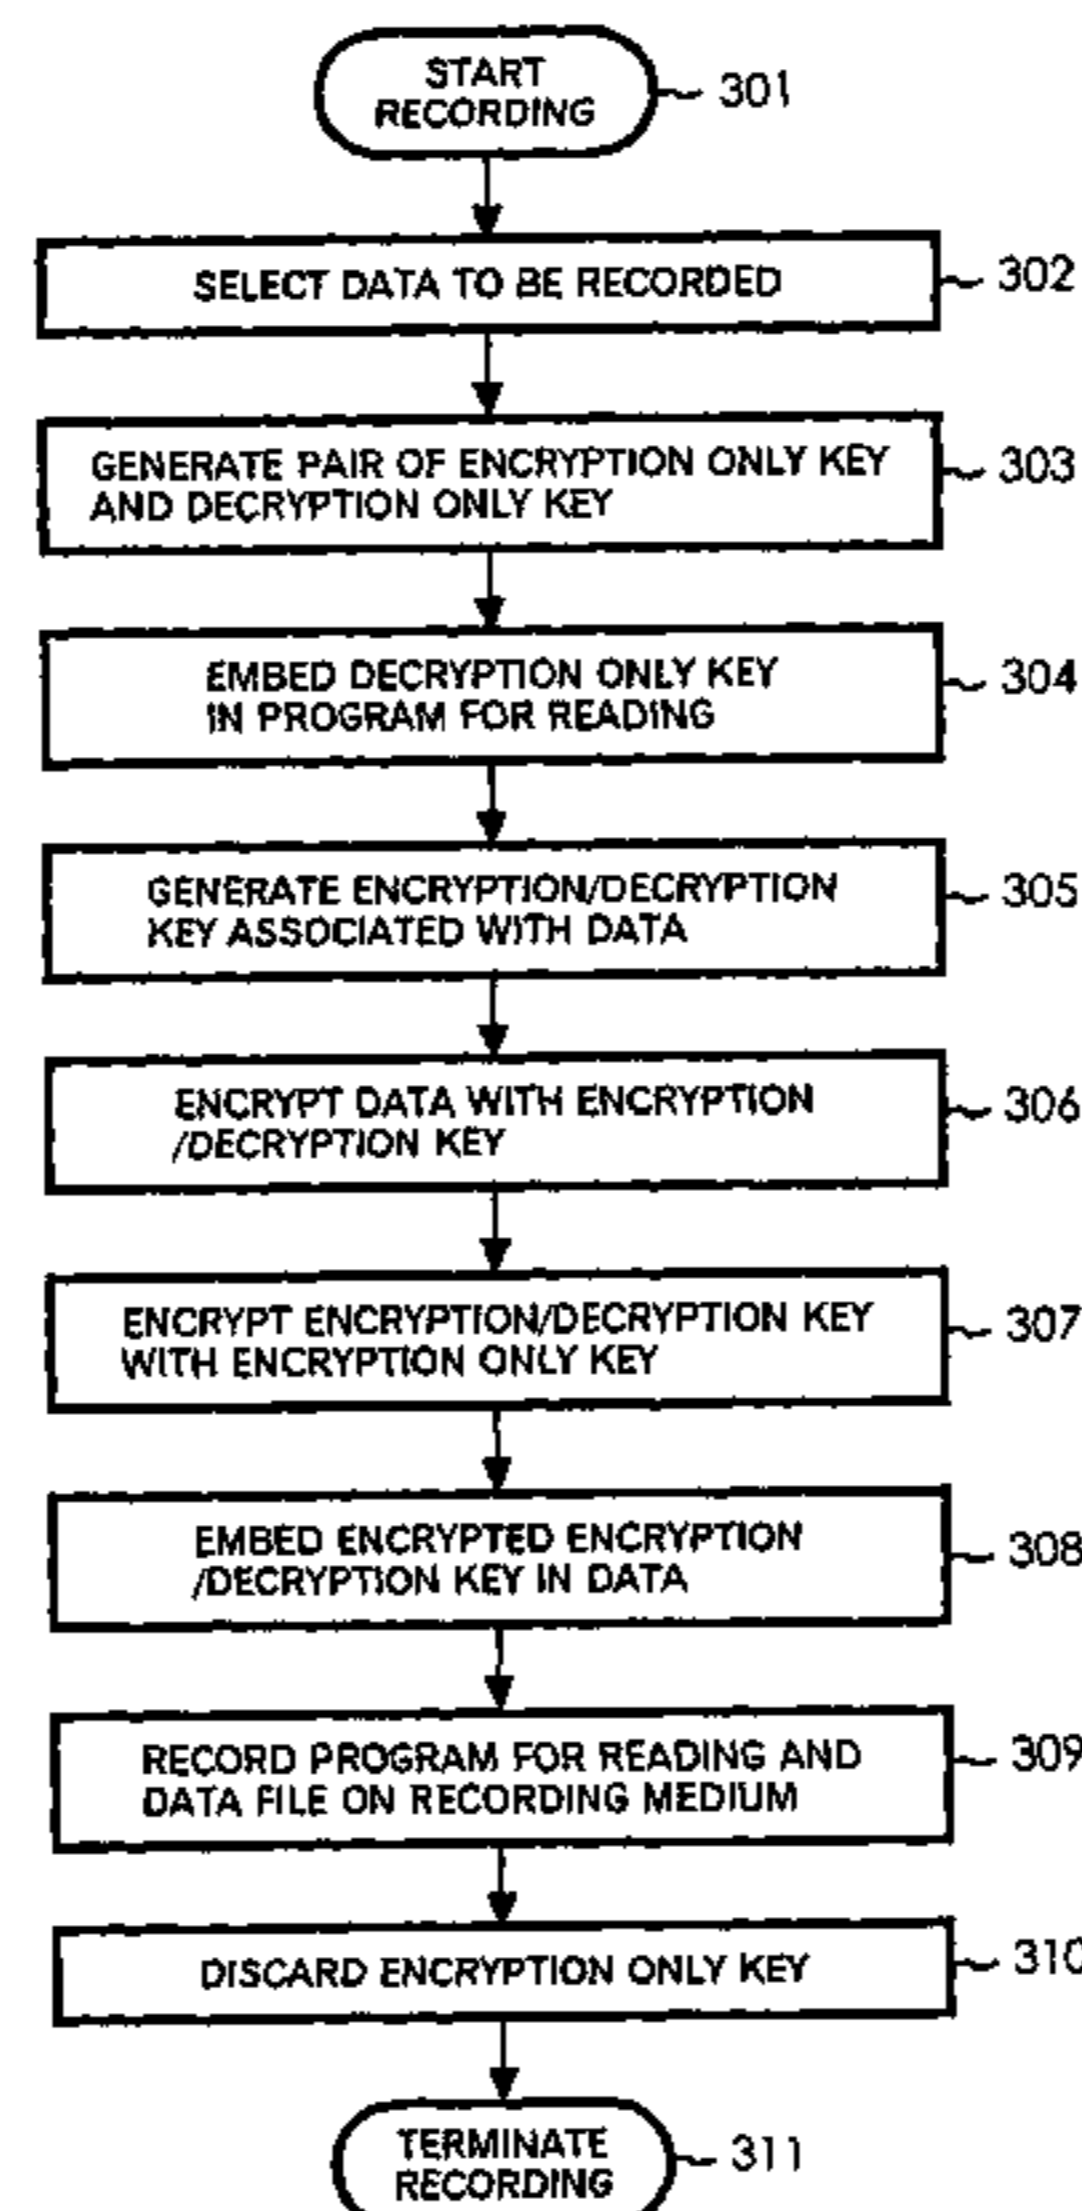 START
RECORDING
301
SELECT DATA TO BE RECORDED
302
GENERATE PAIR OF ENCRYPTION ONLY KEY
AND DECRYPTION ONLY KEY
303
EMBED DECRYPTION ONLY KEY
IN PROGRAM FOR READING
304
GENERATE ENCRYPTION/DECRYPTION
KEY ASSOCIATED WITH DATA
305
ENCRYPT DATA WITH ENCRYPTION
/DECRYPTION KEY
306
ENCRYPT ENCRYPTION/DECRYPTION KEY
WITH ENCRYPTION ONLY KEY
307
EMBED ENCRYPTED ENCRYPTION
/DECRYPTION KEY IN DATA
308
RECORD PROGRAM FOR READING AND
DATA FILE ON RECORDING MEDIUM
309
DISCARD ENCRYPTION ONLY KEY
310
TERMINATE
RECORDING
311